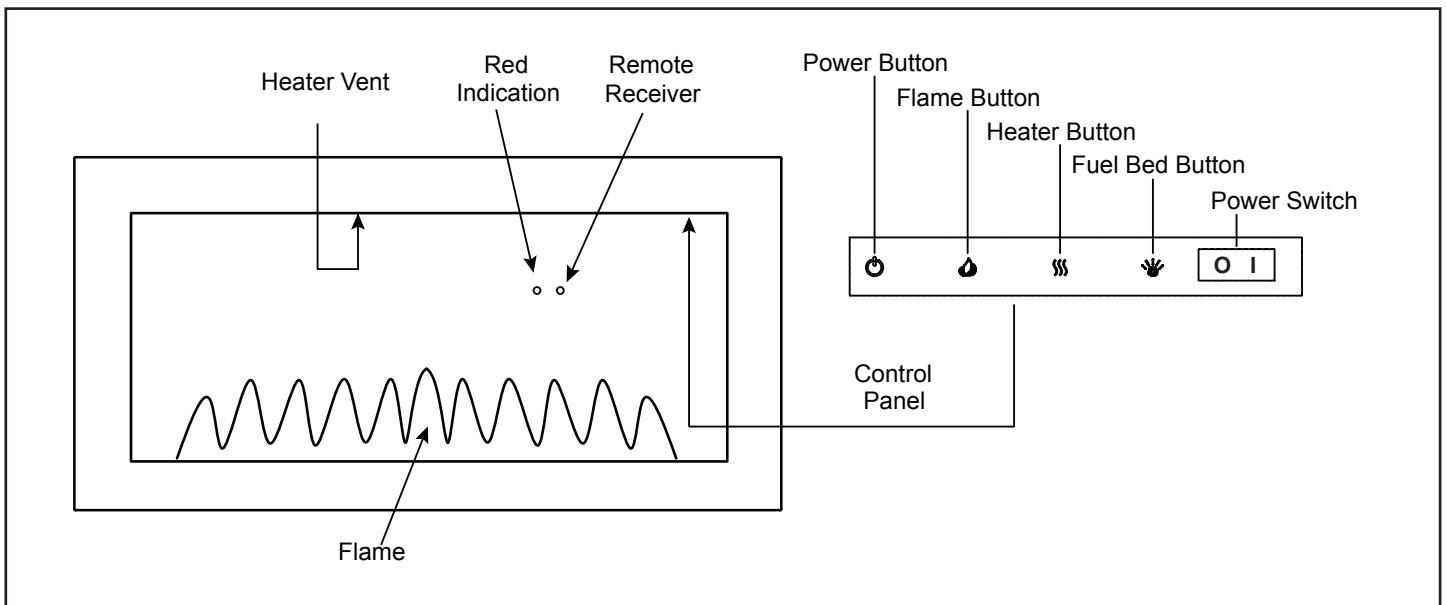 Heater Vent
Red
Indication
Remote
Receiver
Power Button
Flame Button
Heater Button
Fuel Bed Button
Power Switch
O I
Control
Panel
Flame